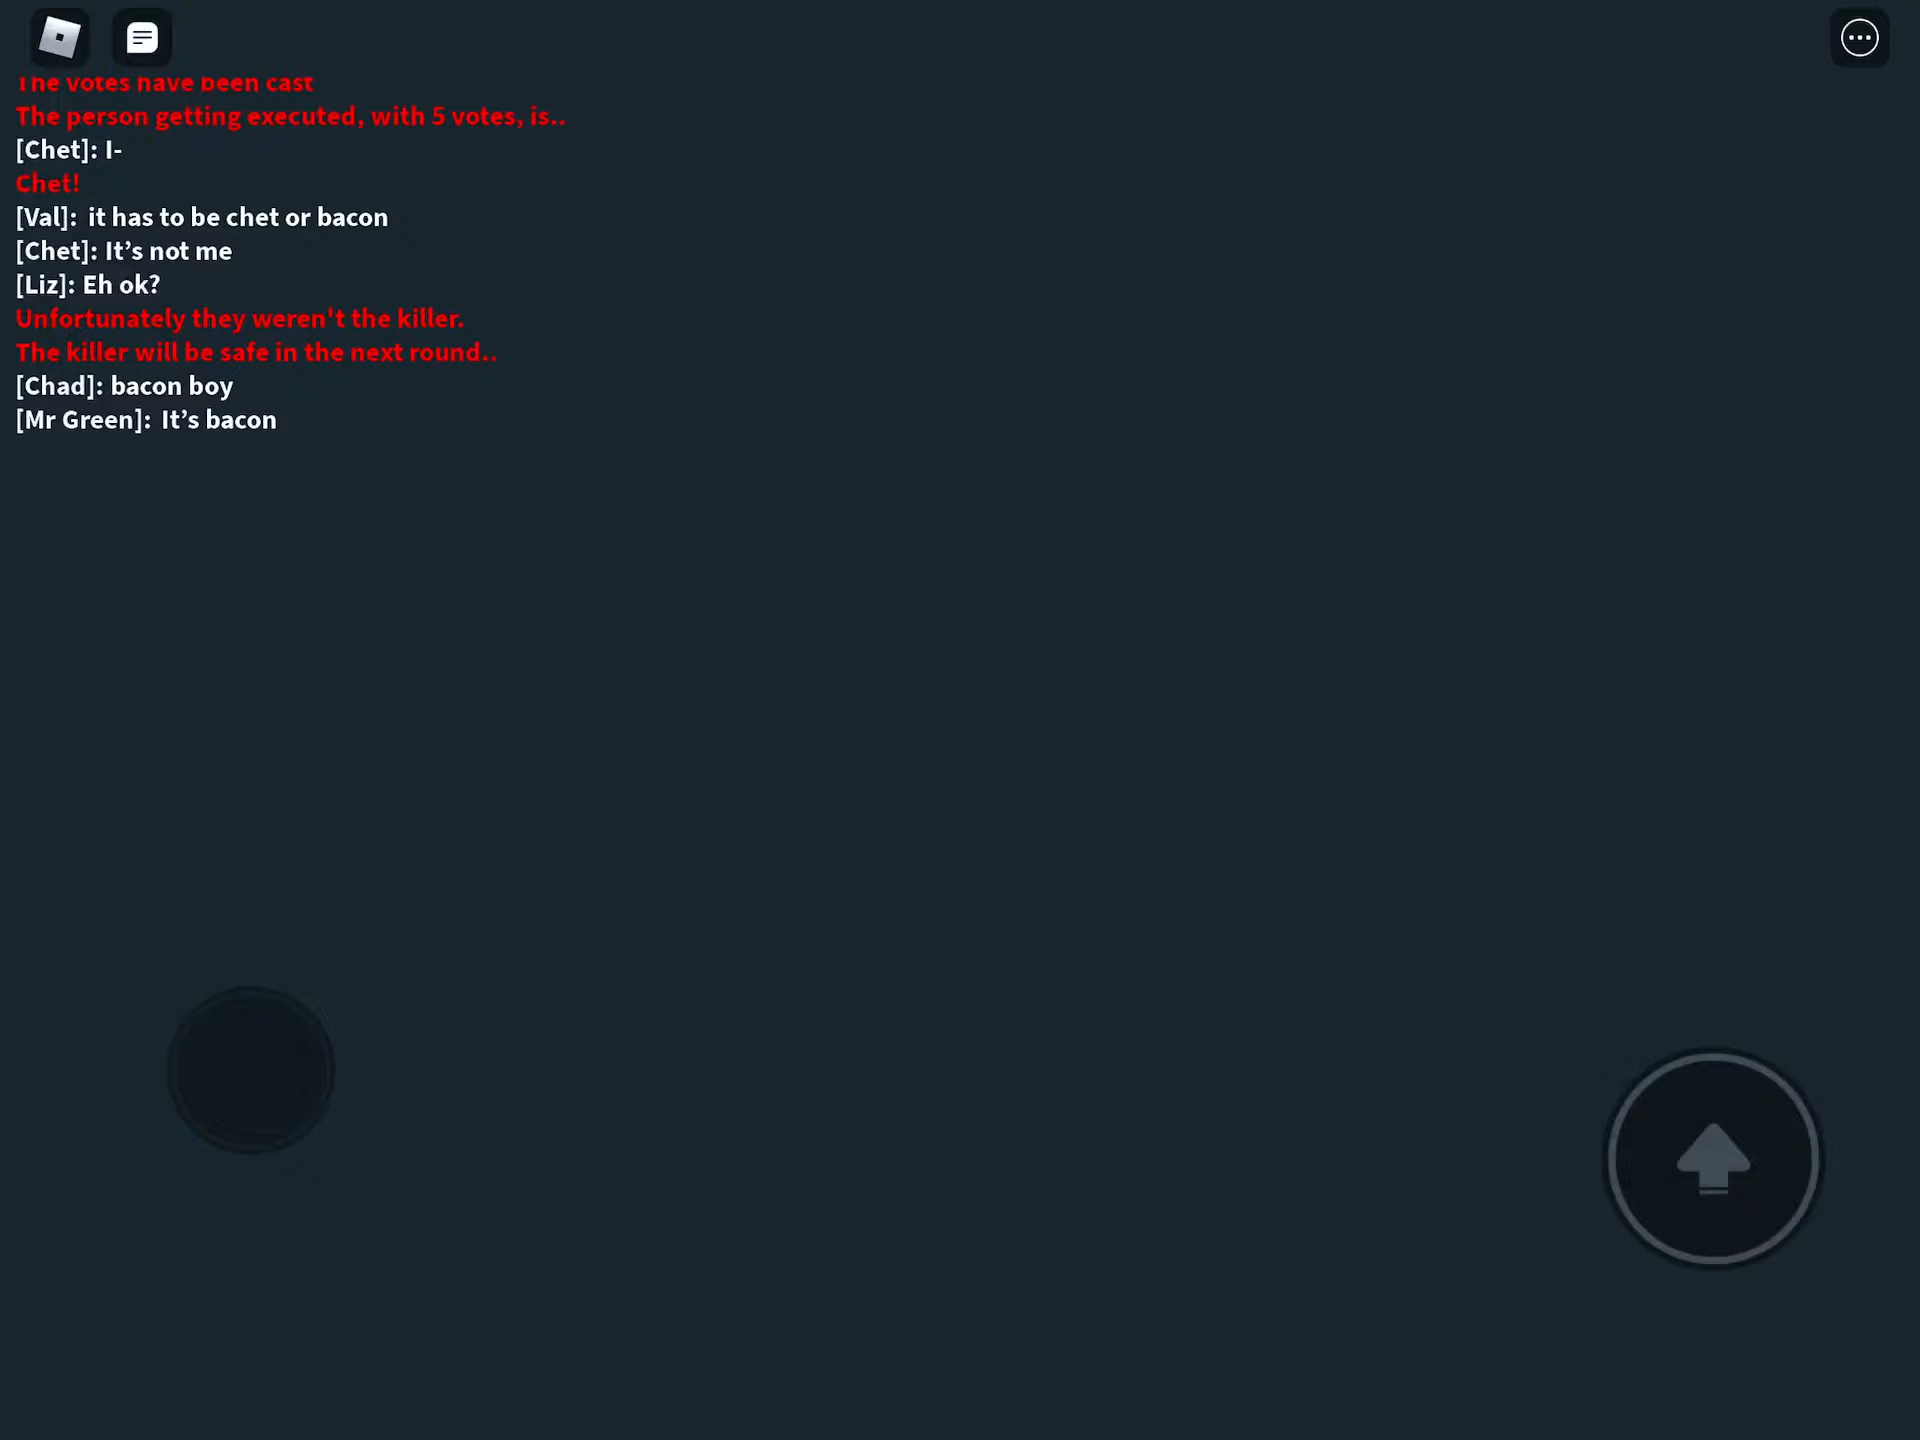 The votes have been cast
The person getting executed, with 5 votes, is..
[Chet]: I-
Chet!
[Val]: it has to be chet or bacon
[Chet]: It’s not me
[Liz]: Eh ok?
Unfortunately they weren't the killer.
The killer will be safe in the next round..
[Chad]: bacon boy
[Mr Green]: It’s bacon